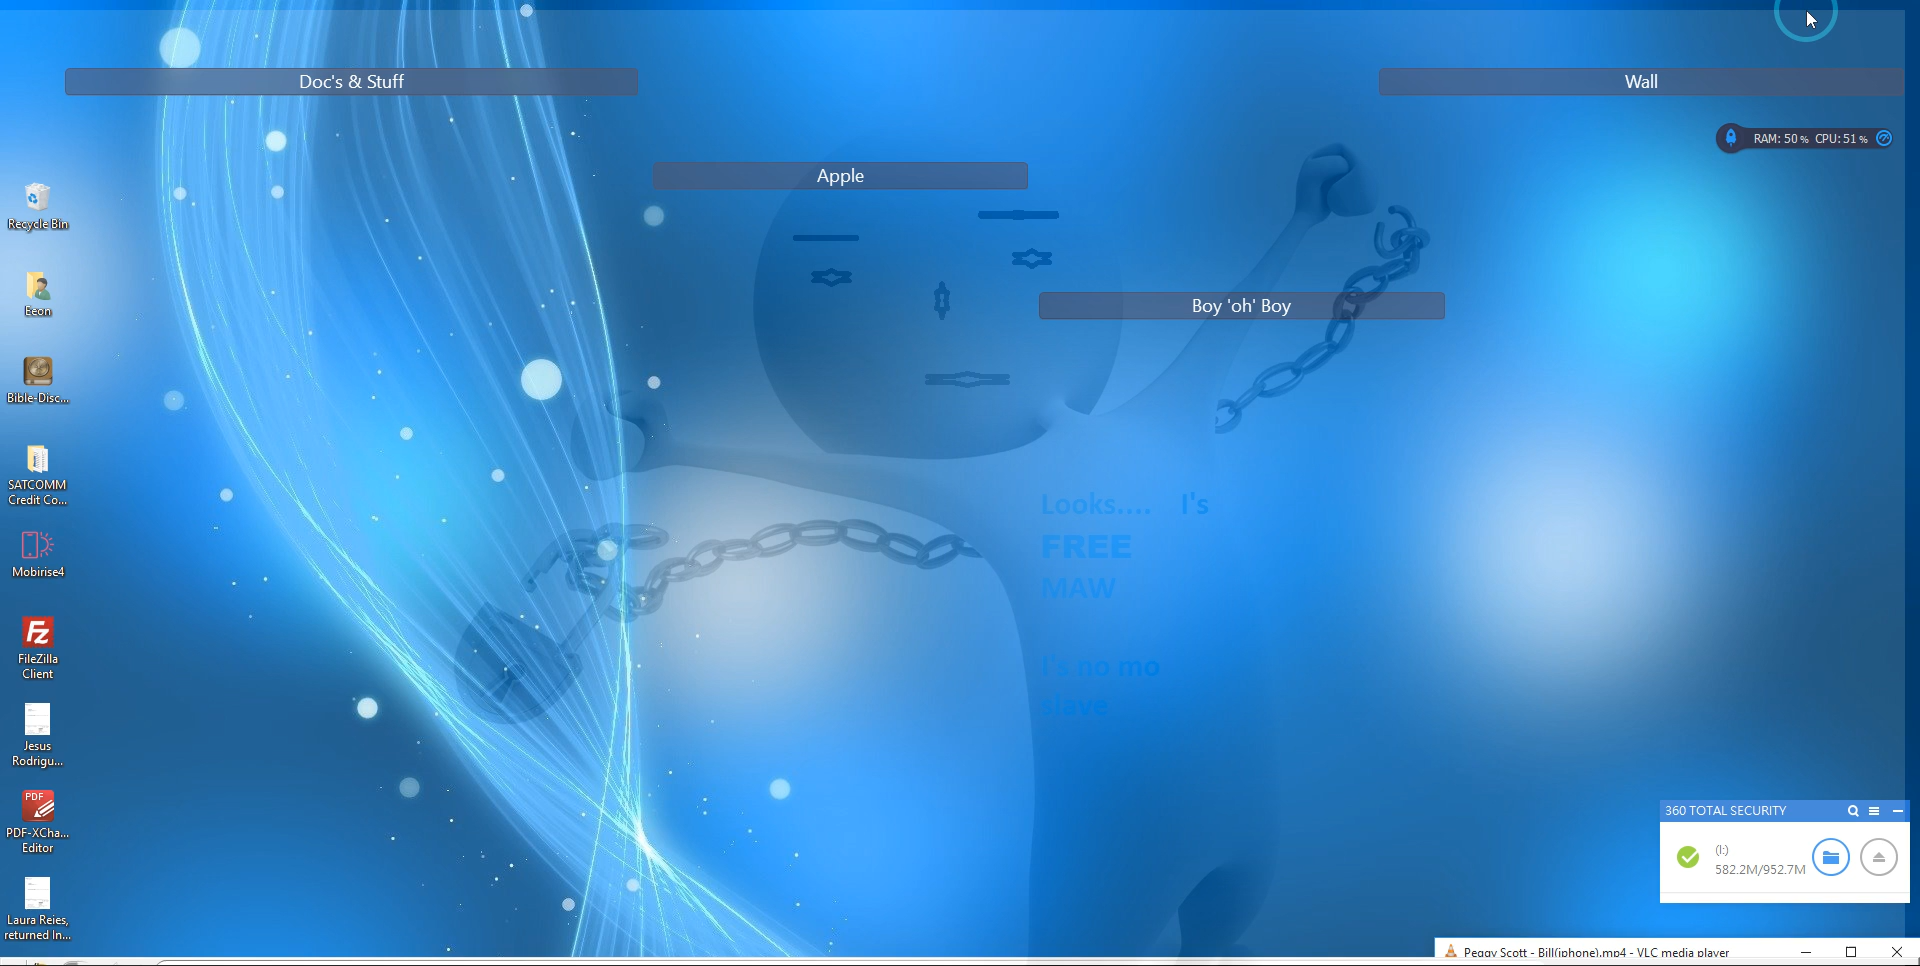 Doc's & Stuff
Wall
RAM: 50 % CPU: 51 %
Apple
Recycle Bin
Boy 'oh' Boy
Eeon
Bible-Disc...
SATCOMM
Credit Co...
Looks.... I's
FREE
MAW
Mobirise4
I's no mo
slave
FileZilla
Client
Jesus
Rodrigu...
PDF
PDF-XCha...
Editor
360 TOTAL SECURITY
(I:)
582.2M/952.7M
Laura Reies,
returned In...
Peggy Scott - Bill(iphone).mp4 - VLC media player